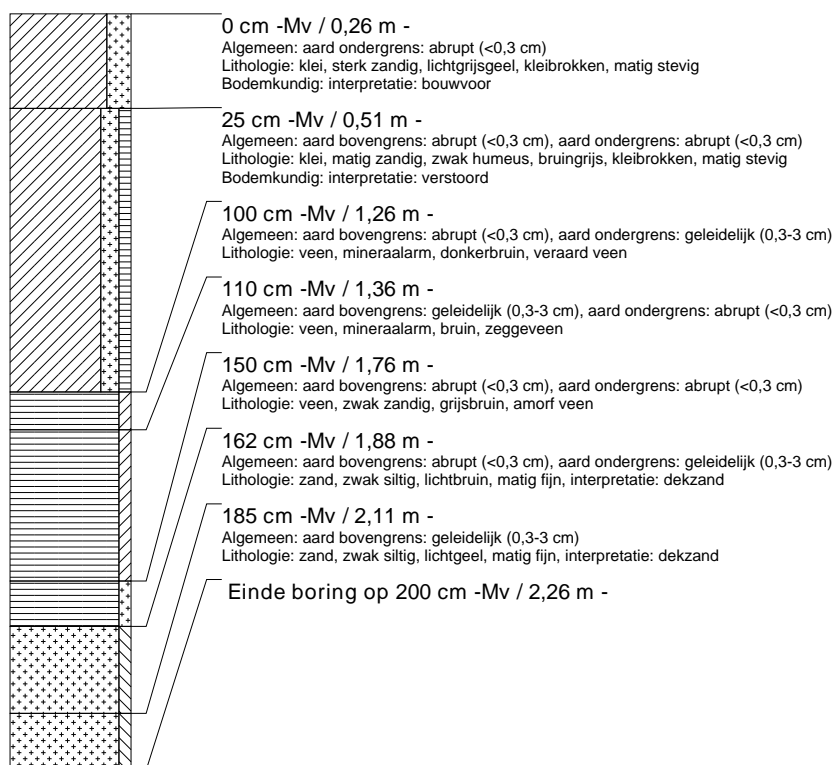 0 cm -Mv / 0,26 m -
Algemeen: aard ondergrens: abrupt (<0,3 cm)
Lithologie: klei, sterk zandig, lichtgrijsgeel, kleibrokken, matig stevig
Bodemkundig: interpretatie: bouwvoor
25 cm -Mv / 0,51 m -
Algemeen: aard bovengrens: abrupt (<0,3 cm), aard ondergrens: abrupt (<0,3 cm)
Lithologie: klei, matig zandig, zwak humeus, bruingrijs, kleibrokken, matig stevig
Bodemkundig: interpretatie: verstoord
100 cm -Mv / 1,26 m -
Algemeen: aard bovengrens: abrupt (<0,3 cm), aard ondergrens: geleidelijk (0,3-3 cm)
Lithologie: veen, mineraalarm, donkerbruin, veraard veen
110 cm -Mv / 1,36 m -
Algemeen: aard bovengrens: geleidelijk (0,3-3 cm), aard ondergrens: abrupt (<0,3 cm)
Lithologie: veen, mineraalarm, bruin, zeggeveen
150 cm -Mv / 1,76 m -
Algemeen: aard bovengrens: abrupt (<0,3 cm), aard ondergrens: abrupt (<0,3 cm)
Lithologie: veen, zwak zandig, grijsbruin, amorf veen
162 cm -Mv / 1,88 m -
Algemeen: aard bovengrens: abrupt (<0,3 cm), aard ondergrens: geleidelijk (0,3-3 cm)
Lithologie: zand, zwak siltig, lichtbruin, matig fijn, interpretatie: dekzand
185 cm -Mv / 2,11 m -
Algemeen: aard bovengrens: geleidelijk (0,3-3 cm)
Lithologie: zand, zwak siltig, lichtgeel, matig fijn, interpretatie: dekzand
Einde boring op 200 cm -Mv / 2,26 m -